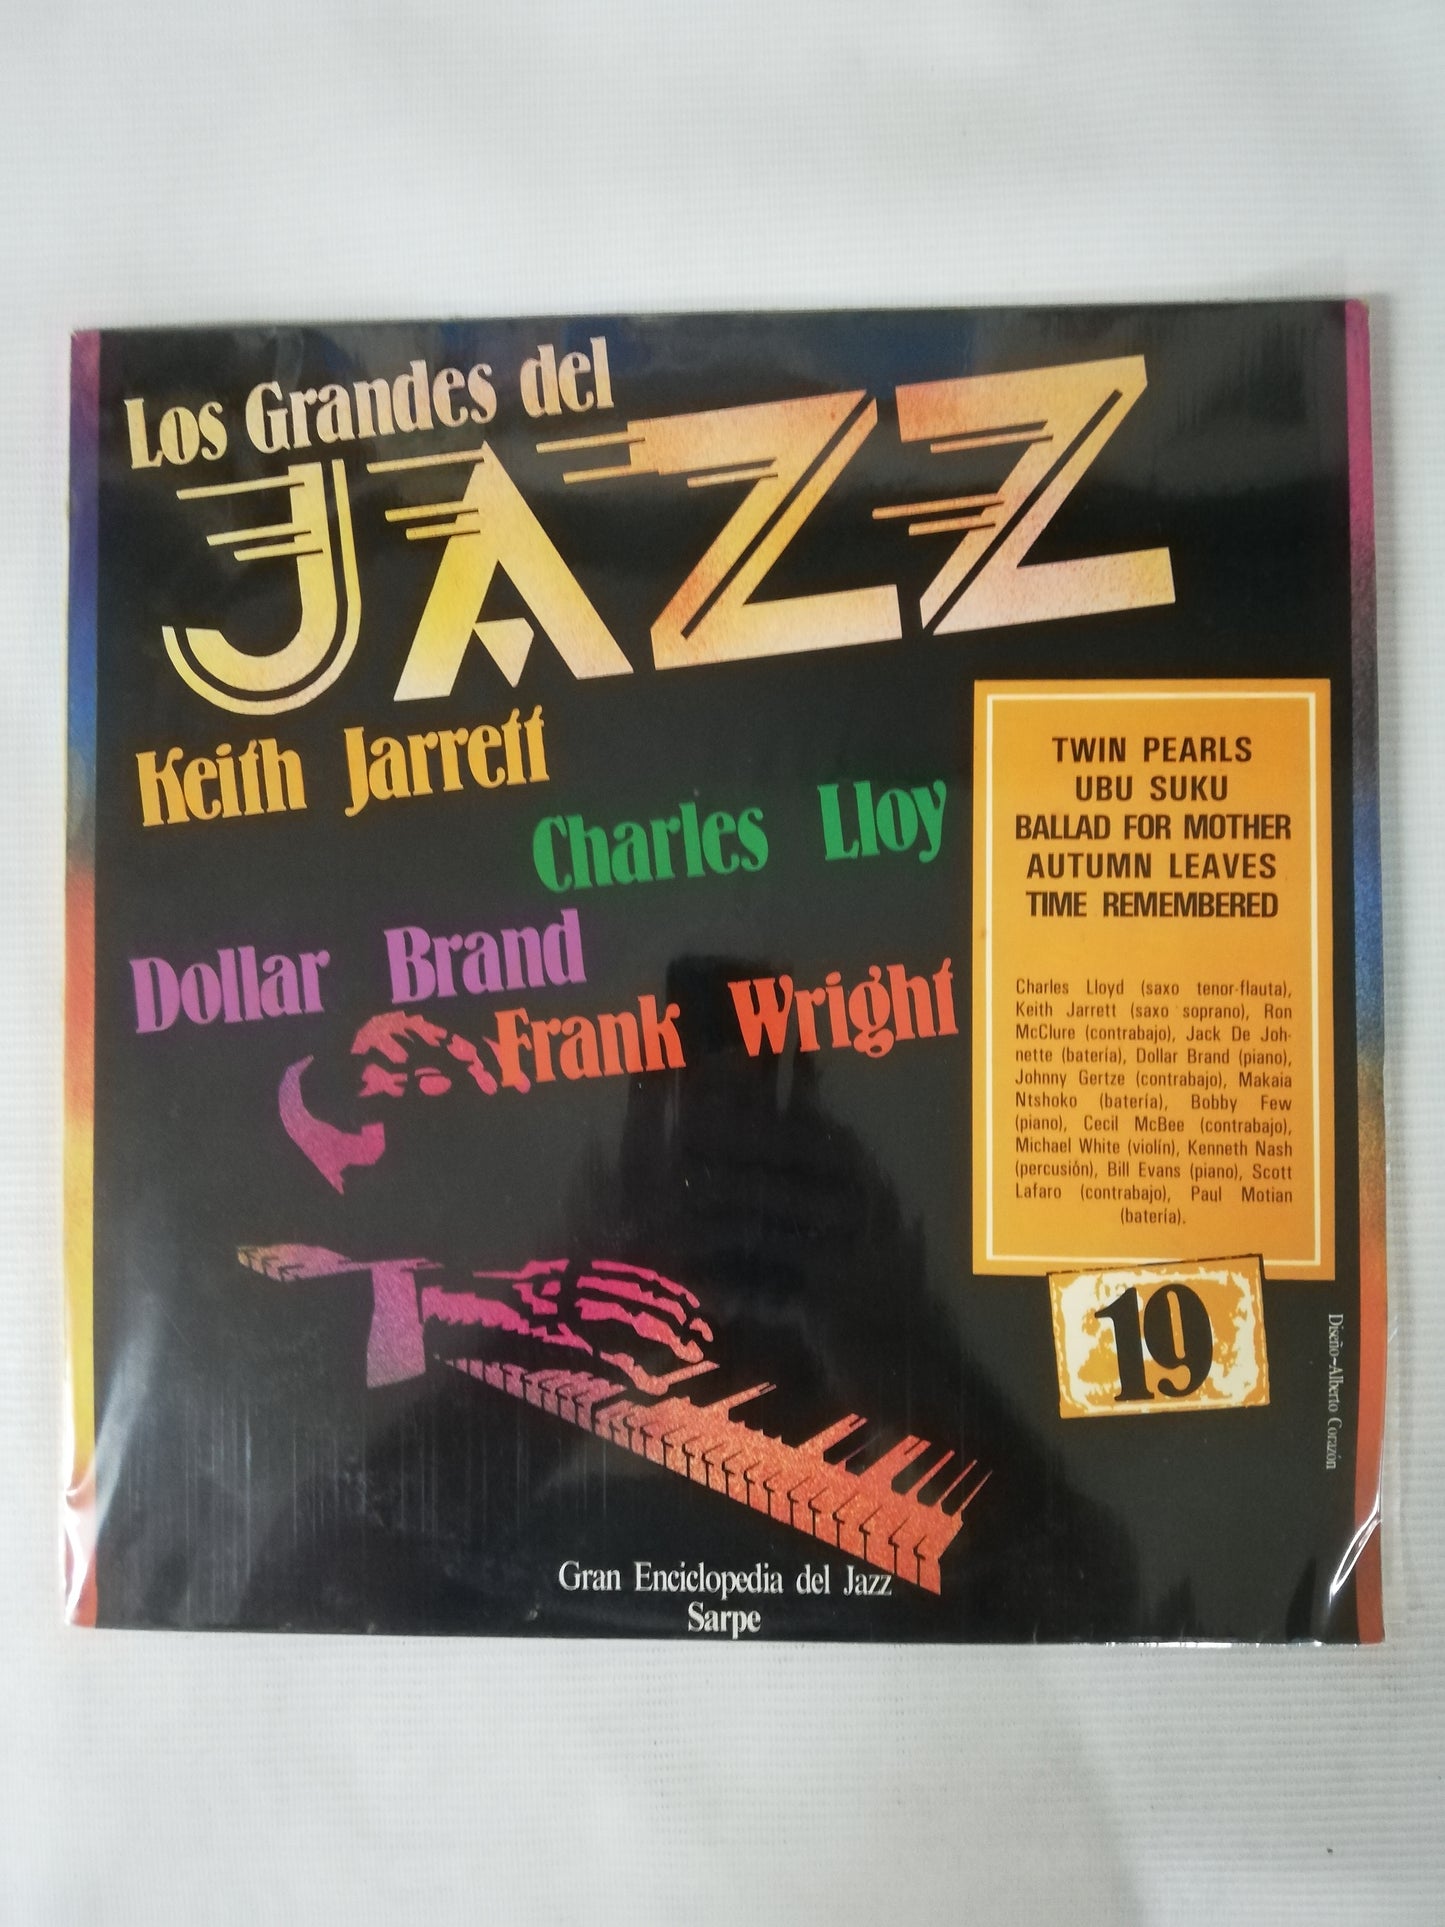 Los Grandes del
JAZZ
Keith Jarrett
Charles Lloy
Dollar Brand
Frank Wright
TWIN PEARLS
UBU SUKU
BALLAD FOR MOTHER
AUTUMN LEAVES
TIME REMEMBERED
Charles Lloyd (saxo tenor-flauta),
Keith Jarrett (saxo soprano), Ron
McClure (contrabajo), Jack De Joh-
nette (batería), Dollar Brand (piano),
Johnny Gertze (contrabajo), Makaia
Ntshoko (batería), Bobby Few
(piano), Cecil McBee (contrabajo),
Michael White (violín), Kenneth Nash
(percusión), Bill Evans (piano), Scott
Lafaro (contrabajo), Paul Motian
(batería).
19
Diseño-Alberto Corazón
Gran Enciclopedia del Jazz
Sarpe